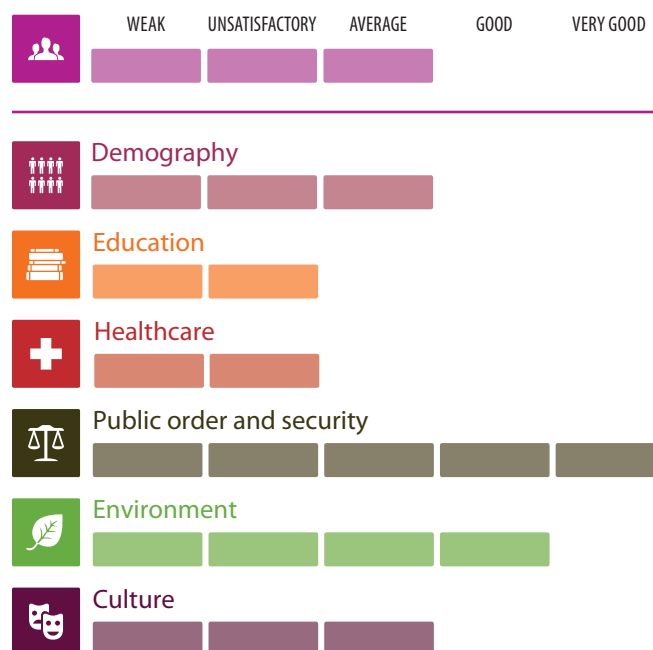 WEAK UNSATISFACTORY AVERAGE GOOD VERY GOOD
Demography
Education
Healthcare
Public order and security
Environment
Culture